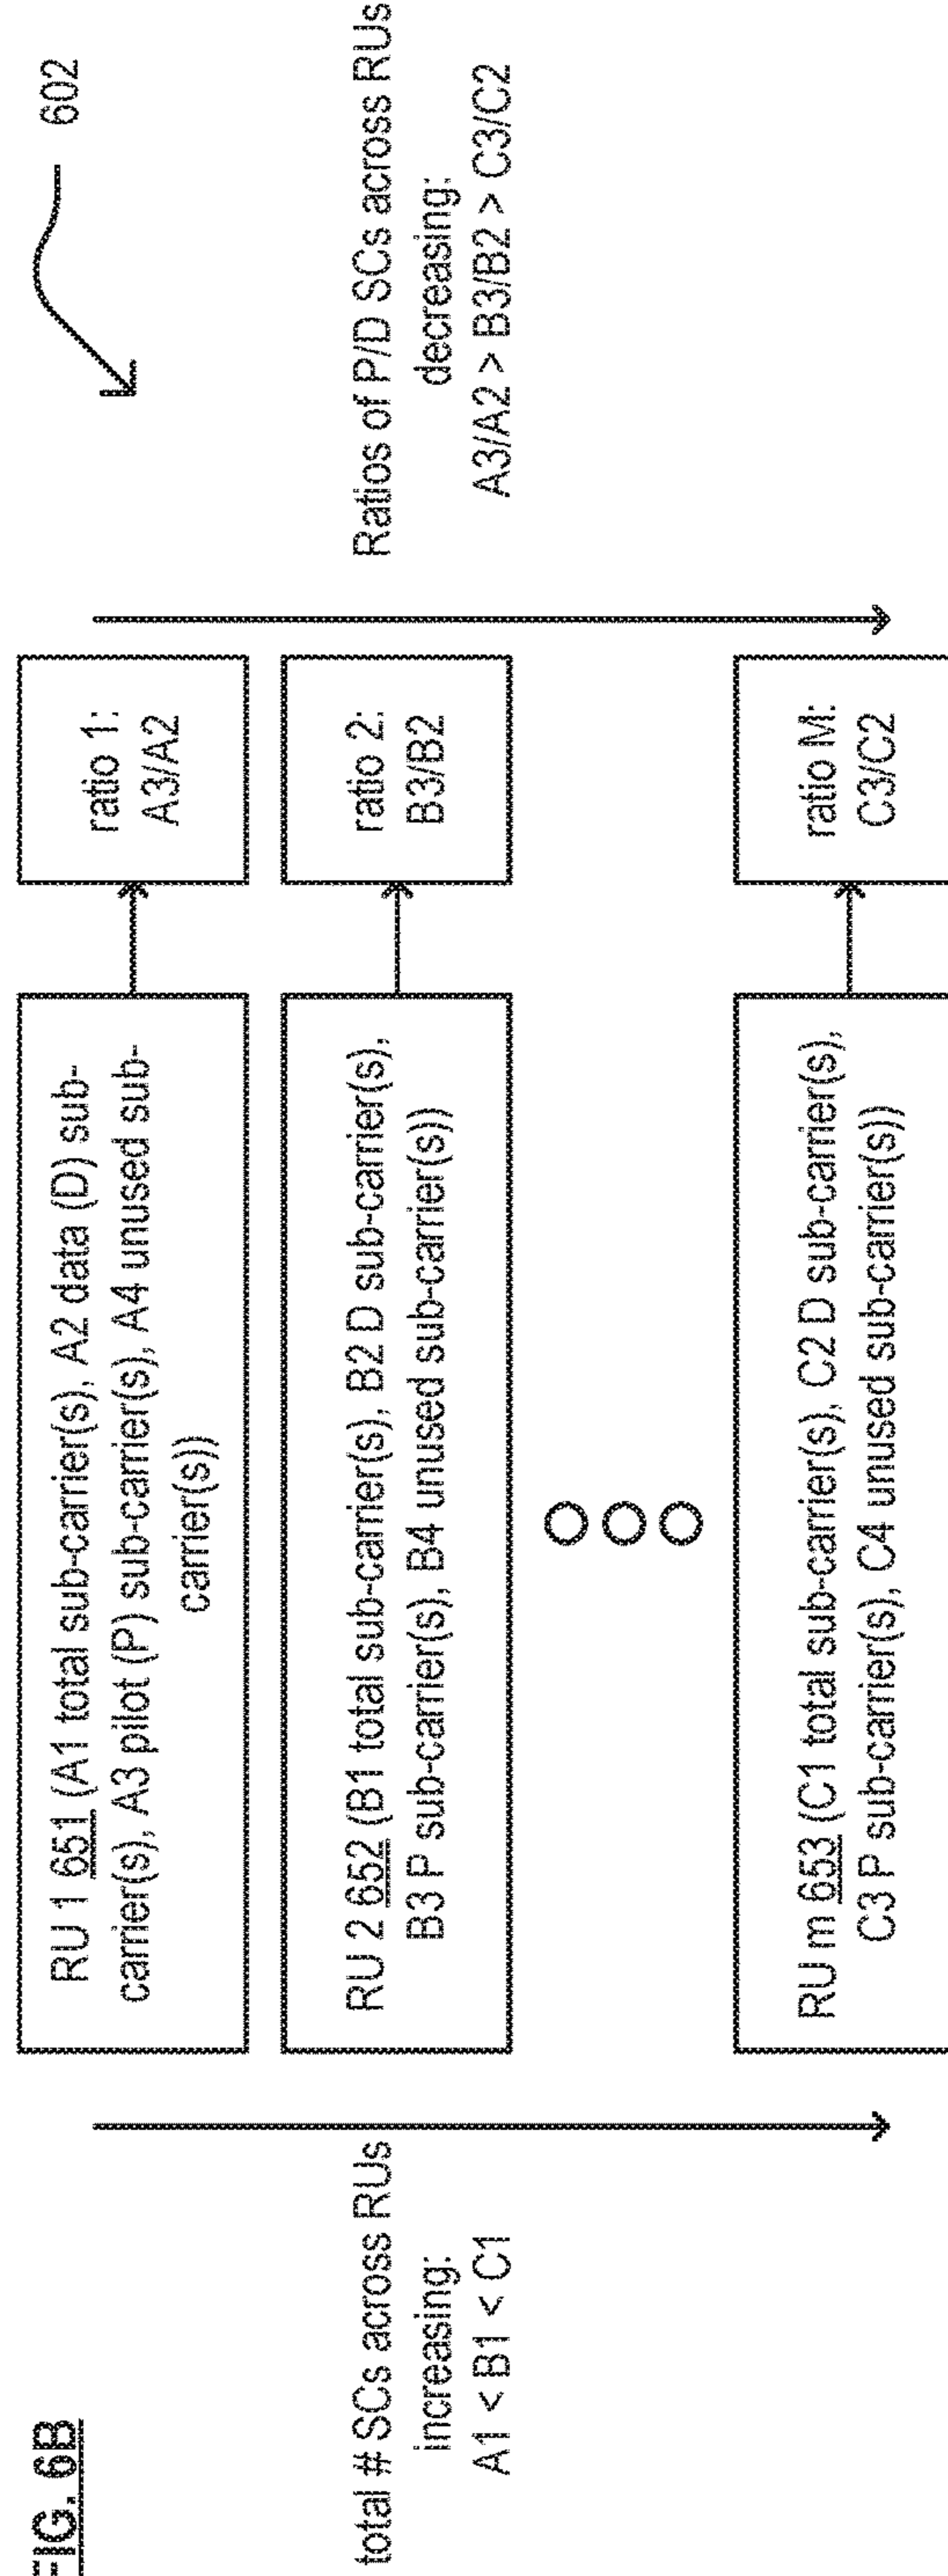 FIG. 6B
602
total # SCs across RUs
increasing:
A1 < B1 < C1
RU 1 651 (A1 total sub-carrier(s), A2 data (D) sub-
carrier(s), A3 pilot (P) sub-carrier(s), A4 unused sub-
carrier(s))
ratio 1:
A3/A2
RU 2 652 (B1 total sub-carrier(s), B2 D sub-carrier(s),
B3 P sub-carrier(s), B4 unused sub-carrier(s))
ratio 2:
B3/B2
RU m 653 (C1 total sub-carrier(s), C2 D sub-carrier(s),
C3 P sub-carrier(s), C4 unused sub-carrier(s))
ratio M:
C3/C2
Ratios of P/D SCs across RUs
decreasing:
A3/A2 > B3/B2 > C3/C2